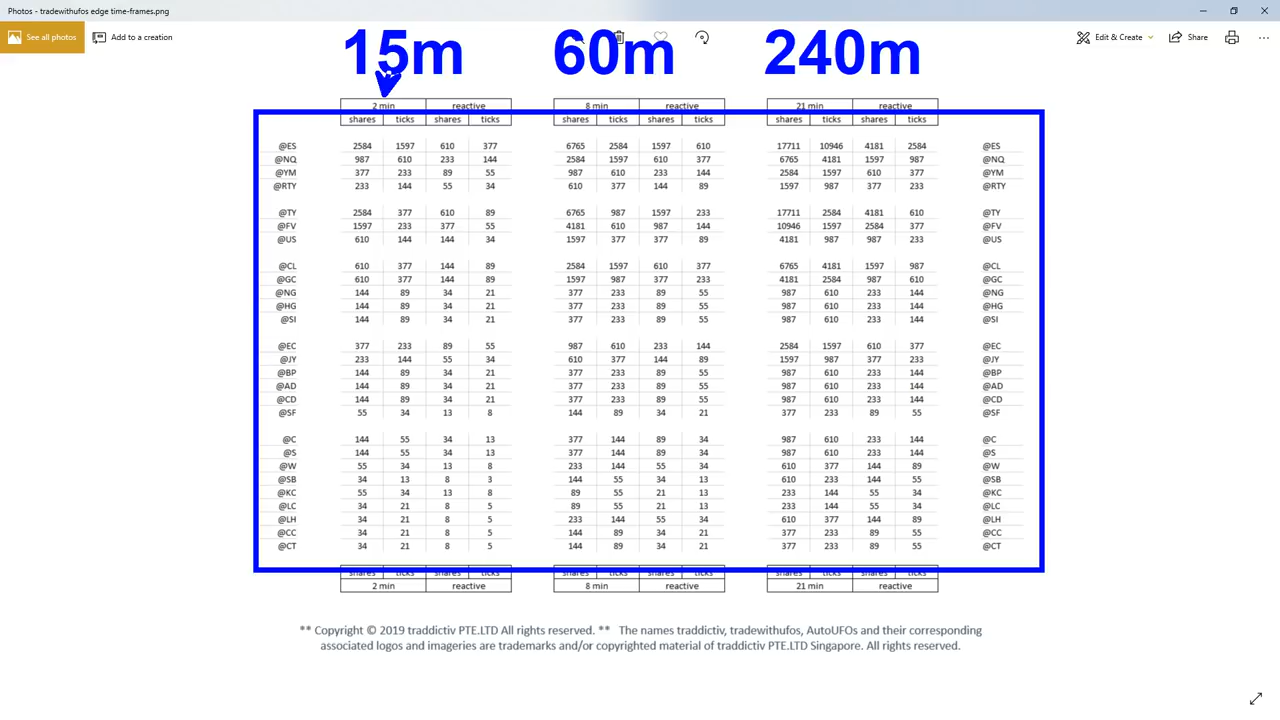 Photos - tradewithufos edge time-frames.png
See all photos
Add to a creation
Edit & Create
Share
15m 60m 240m
2 min reactive 8 min reactive 21 min reactive
shares ticks shares ticks shares ticks shares ticks shares ticks shares ticks
@ES 2584 1597 610 377 6765 2584 1597 610 17711 10946 4181 2584 @ES
@NQ 987 610 233 144 2584 1597 610 377 6765 4181 1597 987 @NQ
@YM 377 233 89 55 987 610 233 144 2584 1597 610 377 @YM
@RTY 233 144 55 34 610 377 144 89 1597 987 377 233 @RTY
@TY 2584 377 610 89 6765 987 1597 233 17711 2584 4181 610 @TY
@FV 1597 233 377 55 4181 610 987 144 10946 1597 2584 377 @FV
@US 610 144 144 34 1597 377 377 89 4181 987 987 233 @US
@CL 610 377 144 89 2584 1597 610 377 6765 4181 1597 987 @CL
@GC 610 377 144 89 1597 987 377 233 4181 2584 987 610 @GC
@NG 144 89 34 21 377 233 89 55 987 610 233 144 @NG
@HG 144 89 34 21 377 233 89 55 987 610 233 144 @HG
@SI 144 89 34 21 377 233 89 55 987 610 233 144 @SI
@EC 377 233 89 55 987 610 233 144 2584 1597 610 377 @EC
@JY 233 144 55 34 610 377 144 89 1597 987 377 233 @JY
@BP 144 89 34 21 377 233 89 55 987 610 233 144 @BP
@AD 144 89 34 21 377 233 89 55 987 610 233 144 @AD
@CD 144 89 34 21 377 233 89 55 987 610 233 144 @CD
@SF 55 34 13 8 144 89 34 21 377 233 89 55 @SF
@C 144 55 34 13 377 144 89 34 987 610 233 144 @C
@S 144 55 34 13 377 144 89 34 987 610 233 144 @S
@W 55 34 13 8 233 144 55 34 610 377 144 89 @W
@SB 34 13 8 3 144 55 34 13 610 233 144 55 @SB
@KC 55 34 13 8 89 55 21 13 233 144 55 34 @KC
@LC 34 21 8 5 89 55 21 13 233 144 55 34 @LC
@LH 34 21 8 5 233 144 55 34 610 377 144 89 @LH
@CC 34 21 8 5 144 89 34 21 377 233 89 55 @CC
@CT 34 21 8 5 144 89 34 21 377 233 89 55 @CT
shares ticks shares ticks shares ticks shares ticks shares ticks shares ticks
2 min reactive 8 min reactive 21 min reactive
** Copyright © 2019 traddictiv PTE.LTD All rights reserved. ** The names traddictiv, tradewithufos, AutoUFOs and their corresponding
associated logos and imageries are trademarks and/or copyrighted material of traddictiv PTE.LTD Singapore. All rights reserved.